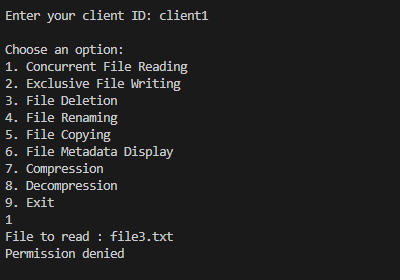 Enter your client ID: client1
Choose an option:
1. Concurrent File Reading
2. Exclusive File Writing
3. File Deletion
4. File Renaming
5. File Copying
6. File Metadata Display
7. Compression
8. Decompression
9. Exit
1
File to read : file3.txt
Permission denied